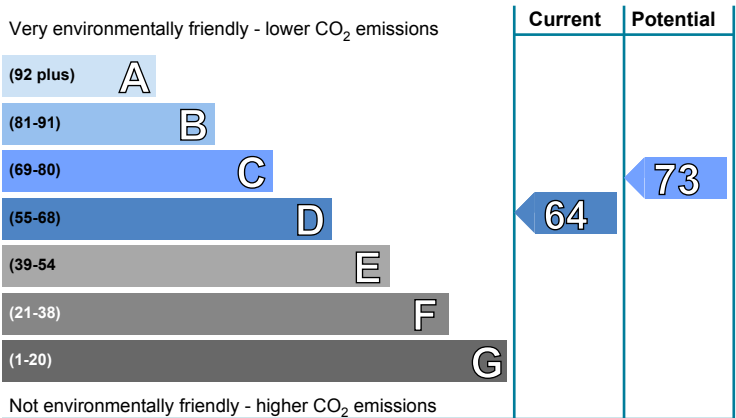 Very environmentally friendly - lower CO₂ emissions
Current
Potential
(92 plus) A
(81-91) B
(69-80) C
73
(55-68) D
64
(39-54 E
(21-38) F
(1-20) G
Not environmentally friendly - higher CO₂ emissions